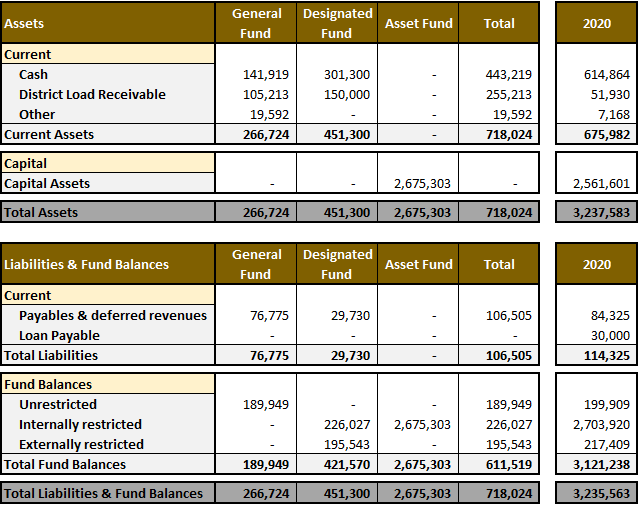 Assets General Fund Designated Fund Asset Fund Total 2020
Current
Cash 141,919 301,300 - 443,219 614,864
District Load Receivable 105,213 150,000 - 255,213 51,930
Other 19,592 - - 19,592 7,168
Current Assets 266,724 451,300 - 718,024 675,982
Capital
Capital Assets - - 2,675,303 - 2,561,601
Total Assets 266,724 451,300 2,675,303 718,024 3,237,583
Liabilities & Fund Balances General Fund Designated Fund Asset Fund Total 2020
Current
Payables & deferred revenues 76,775 29,730 - 106,505 84,325
Loan Payable - - - - 30,000
Total Liabilities 76,775 29,730 - 106,505 114,325
Fund Balances
Unrestricted 189,949 - - 189,949 199,909
Internally restricted - 226,027 2,675,303 226,027 2,703,920
Externally restricted - 195,543 - 195,543 217,409
Total Fund Balances 189,949 421,570 2,675,303 611,519 3,121,238
Total Liabilities & Fund Balances 266,724 451,300 2,675,303 718,024 3,235,563